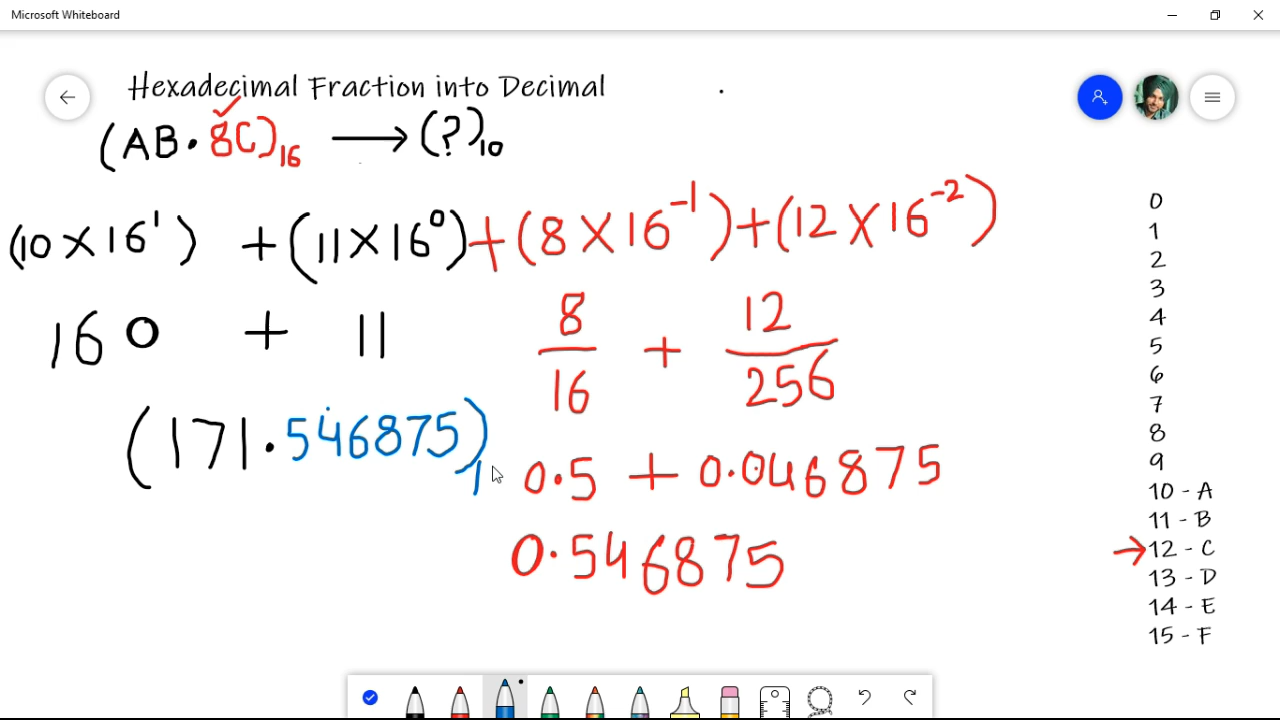 Microsoft Whiteboard
Hexadecimal Fraction into Decimal
(AB.8C)₁₆ ⟶ (?)₁₀
(10 × 16¹) + (11 × 16⁰) + (8 × 16⁻¹) + (12 × 16⁻²)
160 + 11
8/16 + 12/256
(171.546875)₁
0.5 + 0.046875
0.546875
0
1
2
3
4
5
6
7
8
9
10 - A
11 - B
→ 12 - C
13 - D
14 - E
15 - F